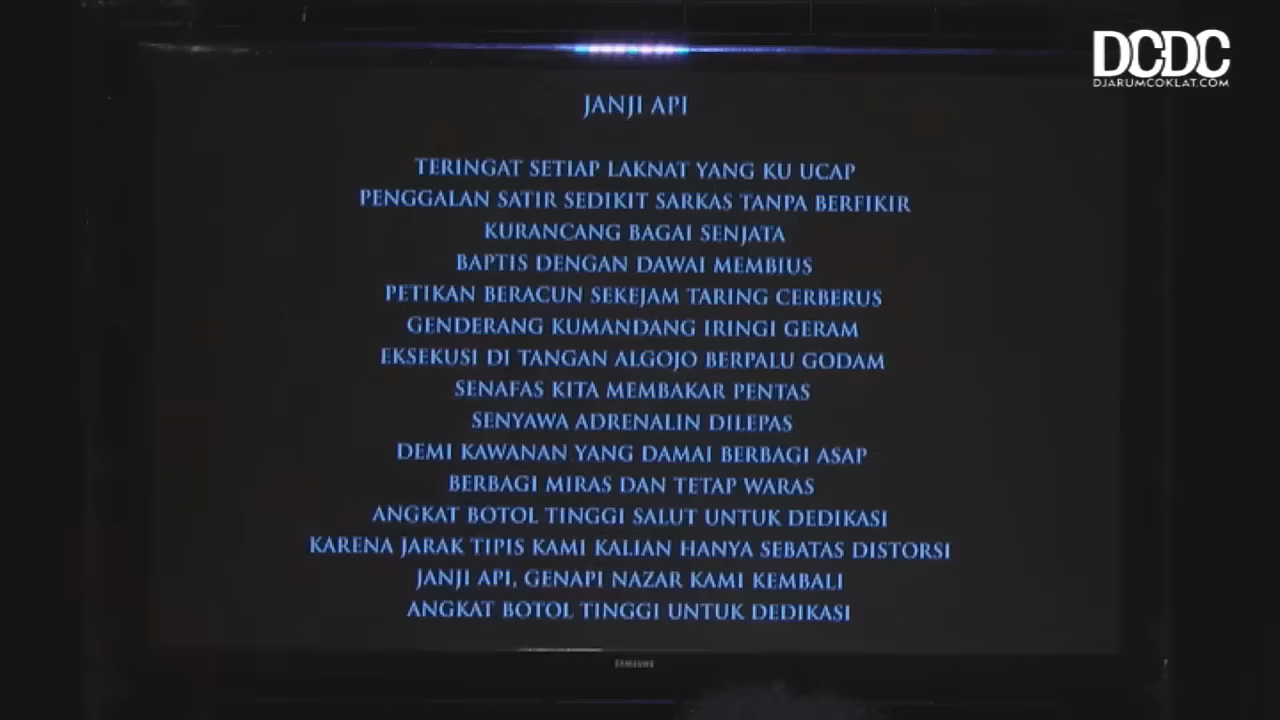 DCDC
DJARUMCOKLAT.COM
JANJI API
TERINGAT SETIAP LAKNAT YANG KU UCAP
PENGGALAN SATIR SEDIKIT SARKAS TANPA BERFIKIR
KURANCANG BAGAI SENJATA
BAPTIS DENGAN DAWAI MEMBIUS
PETIKAN BERACUN SEKEJAM TARING CERBERUS
GENDERANG KUMANDANG IRINGI GERAM
EKSEKUSI DI TANGAN ALGOJO BERPALU GODAM
SENAFAS KITA MEMBAKAR PENTAS
SENYAWA ADRENALIN DILEPAS
DEMI KAWANAN YANG DAMAI BERBAGI ASAP
BERBAGI MIRAS DAN TETAP WARAS
ANGKAT BOTOL TINGGI SALUT UNTUK DEDIKASI
KARENA JARAK TIPIS KAMI KALIAN HANYA SEBATAS DISTORSI
JANJI API, GENAPI NAZAR KAMI KEMBALI
ANGKAT BOTOL TINGGI UNTUK DEDIKASI
SAMSUNG